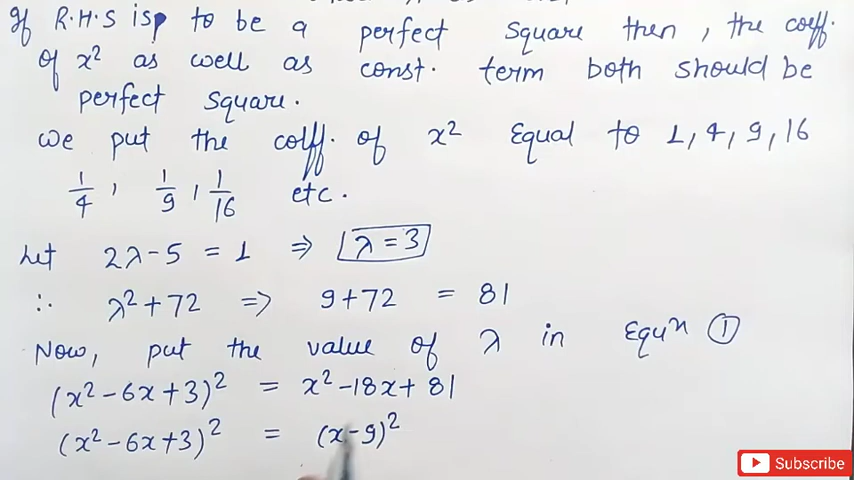 If R.H.S is to be a perfect square then, the coeff.
of x² as well as const. term both should be
perfect square.
we put the coeff. of x² Equal to 1, 4, 9, 16
1/4, 1/9, 1/16 etc.
Let 2λ-5 = 1 ⇒ λ = 3
∴ λ²+72 ⇒ 9+72 = 81
Now, put the value of λ in Equⁿ ①
(x²-6x+3)² = x²-18x+81
(x²-6x+3)² = (x-9)²
Subscribe